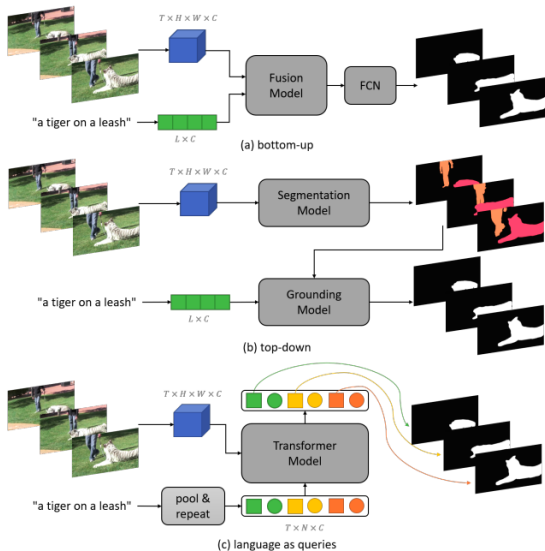 T × H × W × C
Fusion
Model
FCN
"a tiger on a leash"
L × C
(a) bottom-up
T × H × W × C
Segmentation
Model
"a tiger on a leash"
Grounding
Model
L × C
(b) top-down
T × H × W × C
Transformer
Model
"a tiger on a leash"
pool &
repeat
T × N × C
(c) language as queries